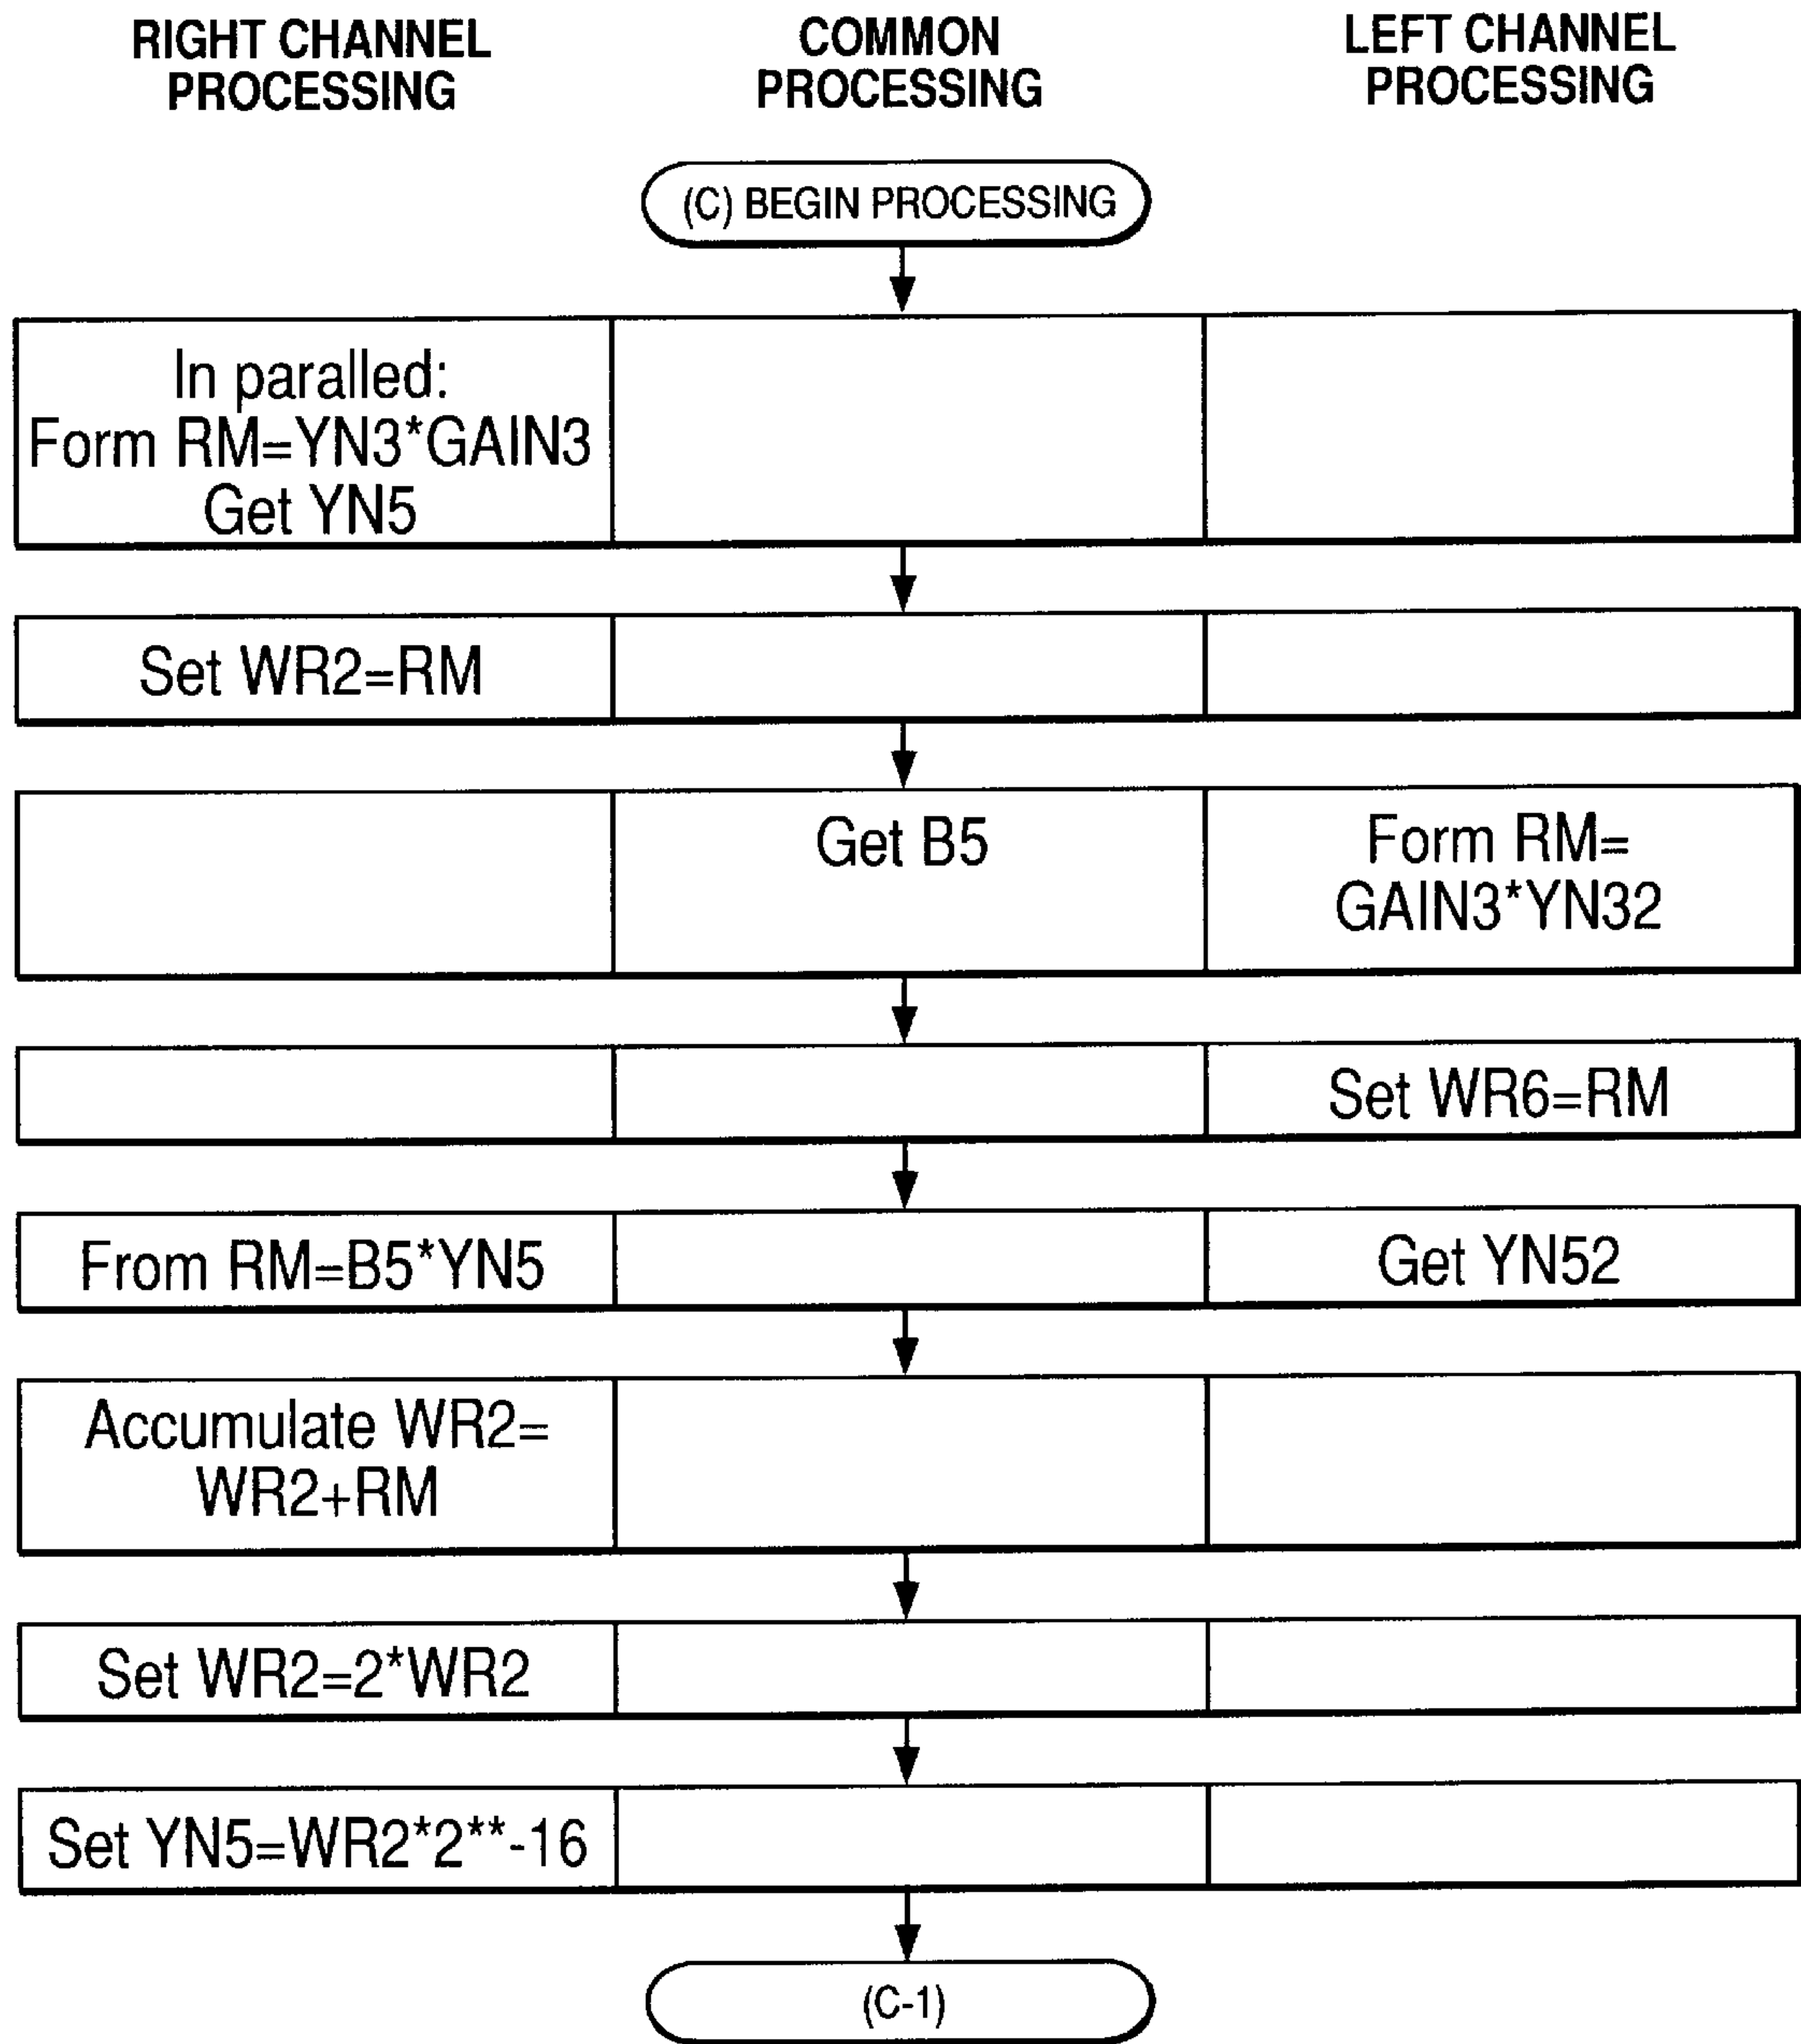 RIGHT CHANNEL
PROCESSING
COMMON
PROCESSING
LEFT CHANNEL
PROCESSING
(C) BEGIN PROCESSING
In paralled:
Form RM=YN3*GAIN3
Get YN5
Set WR2=RM
Get B5
Form RM=
GAIN3*YN32
Set WR6=RM
From RM=B5*YN5
Get YN52
Accumulate WR2=
WR2+RM
Set WR2=2*WR2
Set YN5=WR2*2**-16
(C-1)